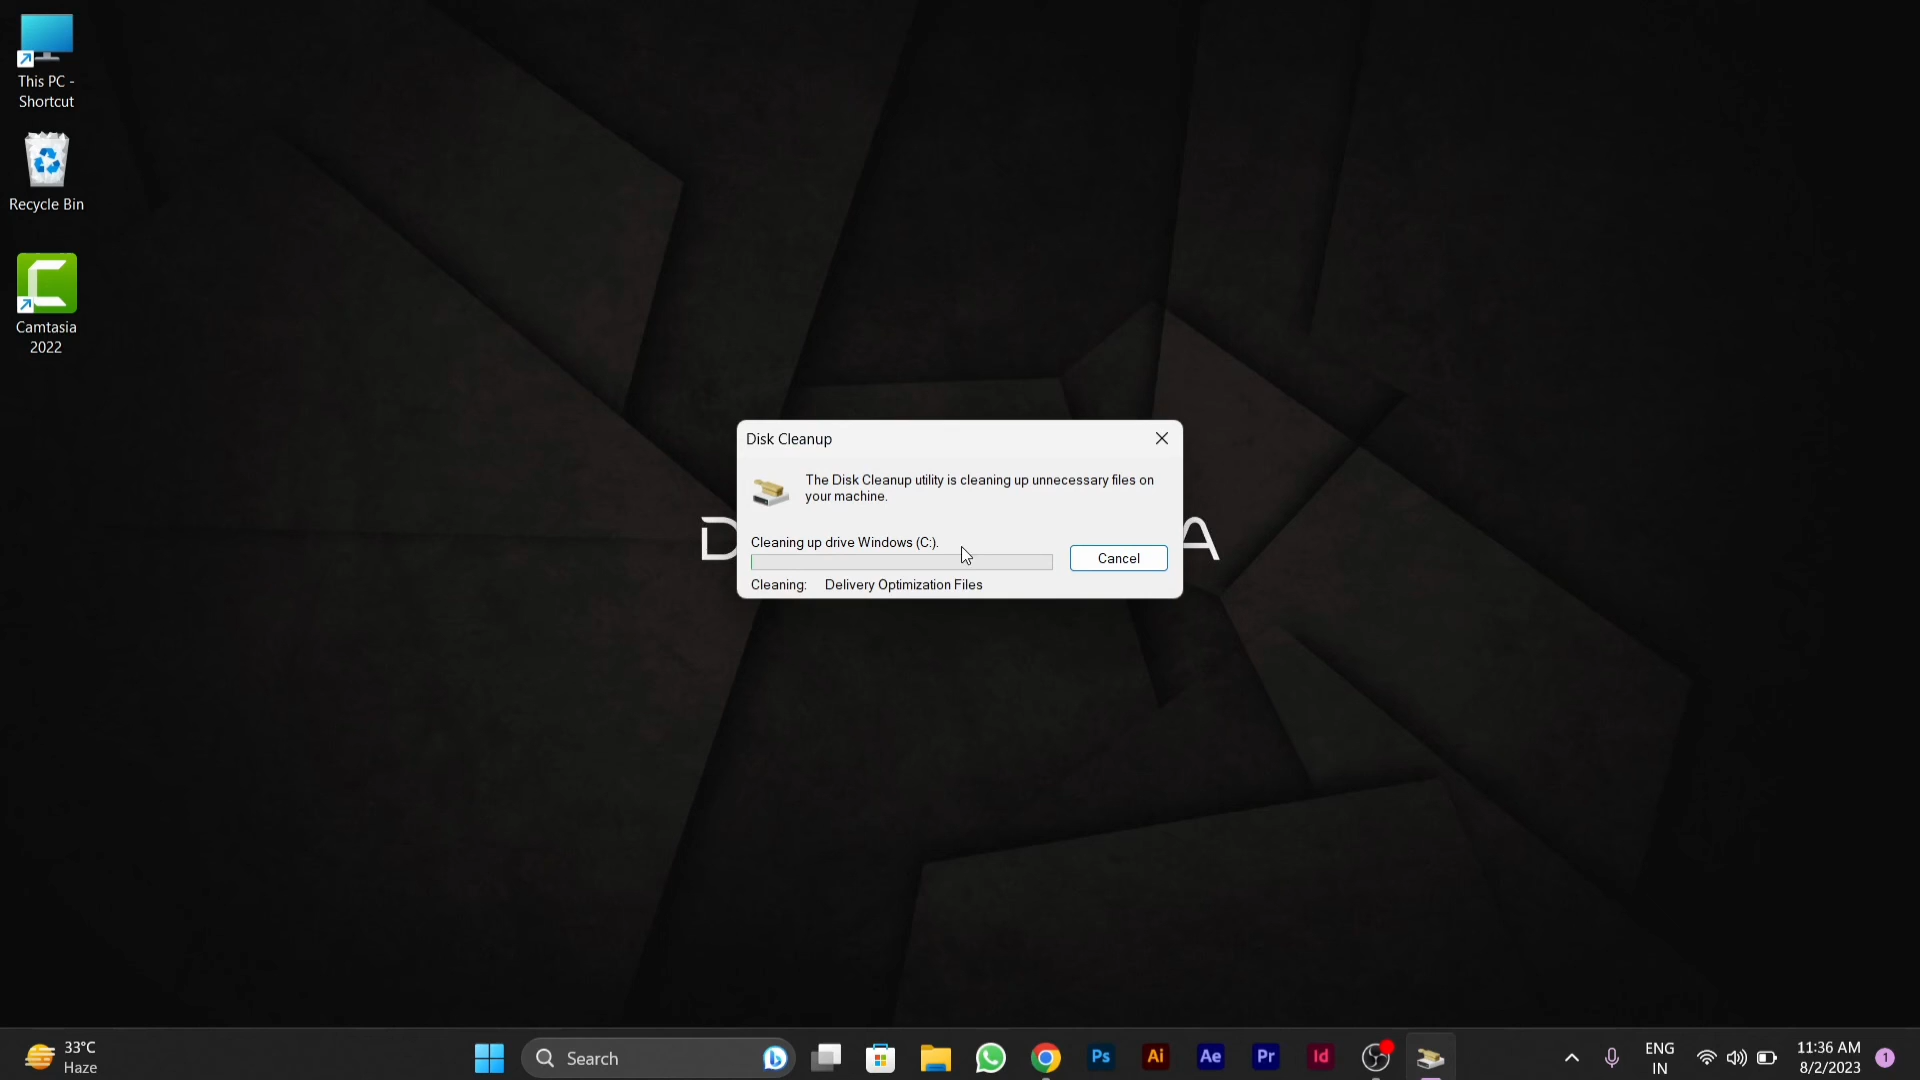 This PC -
Shortcut
Recycle Bin
Camtasia
2022
Disk Cleanup
The Disk Cleanup utility is cleaning up unnecessary files on
your machine.
Cleaning up drive Windows (C:).
Cancel
Cleaning: Delivery Optimization Files
D
A
33°C
Haze
Search
Ps
Ai
Ae
Pr
Id
ENG
IN
11:36 AM
8/2/2023
1